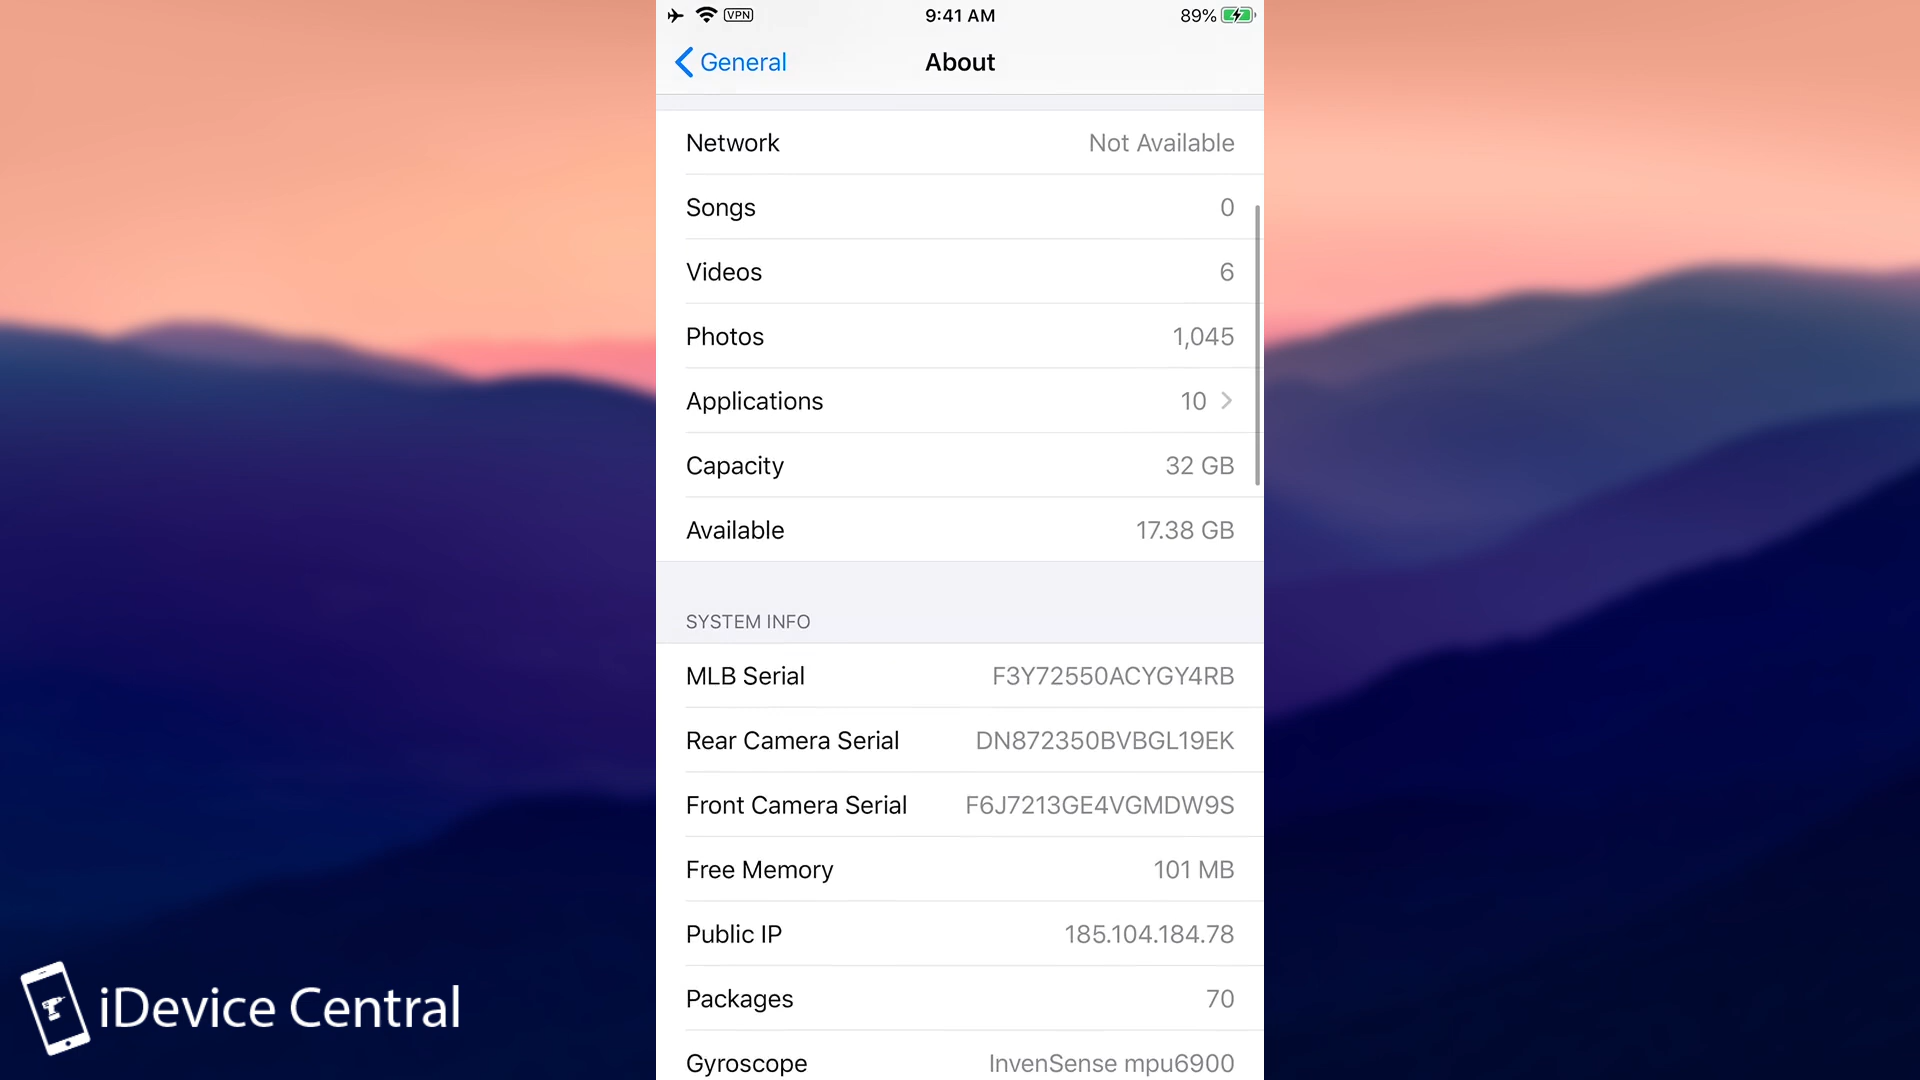 VPN 9:41 AM 89%
General About
Network Not Available
Songs 0
Videos 6
Photos 1,045
Applications 10
Capacity 32 GB
Available 17.38 GB
SYSTEM INFO
MLB Serial F3Y72550ACYGY4RB
Rear Camera Serial DN872350BVBGL19EK
Front Camera Serial F6J7213GE4VGMDW9S
Free Memory 101 MB
Public IP 185.104.184.78
Packages 70
Gyroscope InvenSense mpu6900
iDevice Central